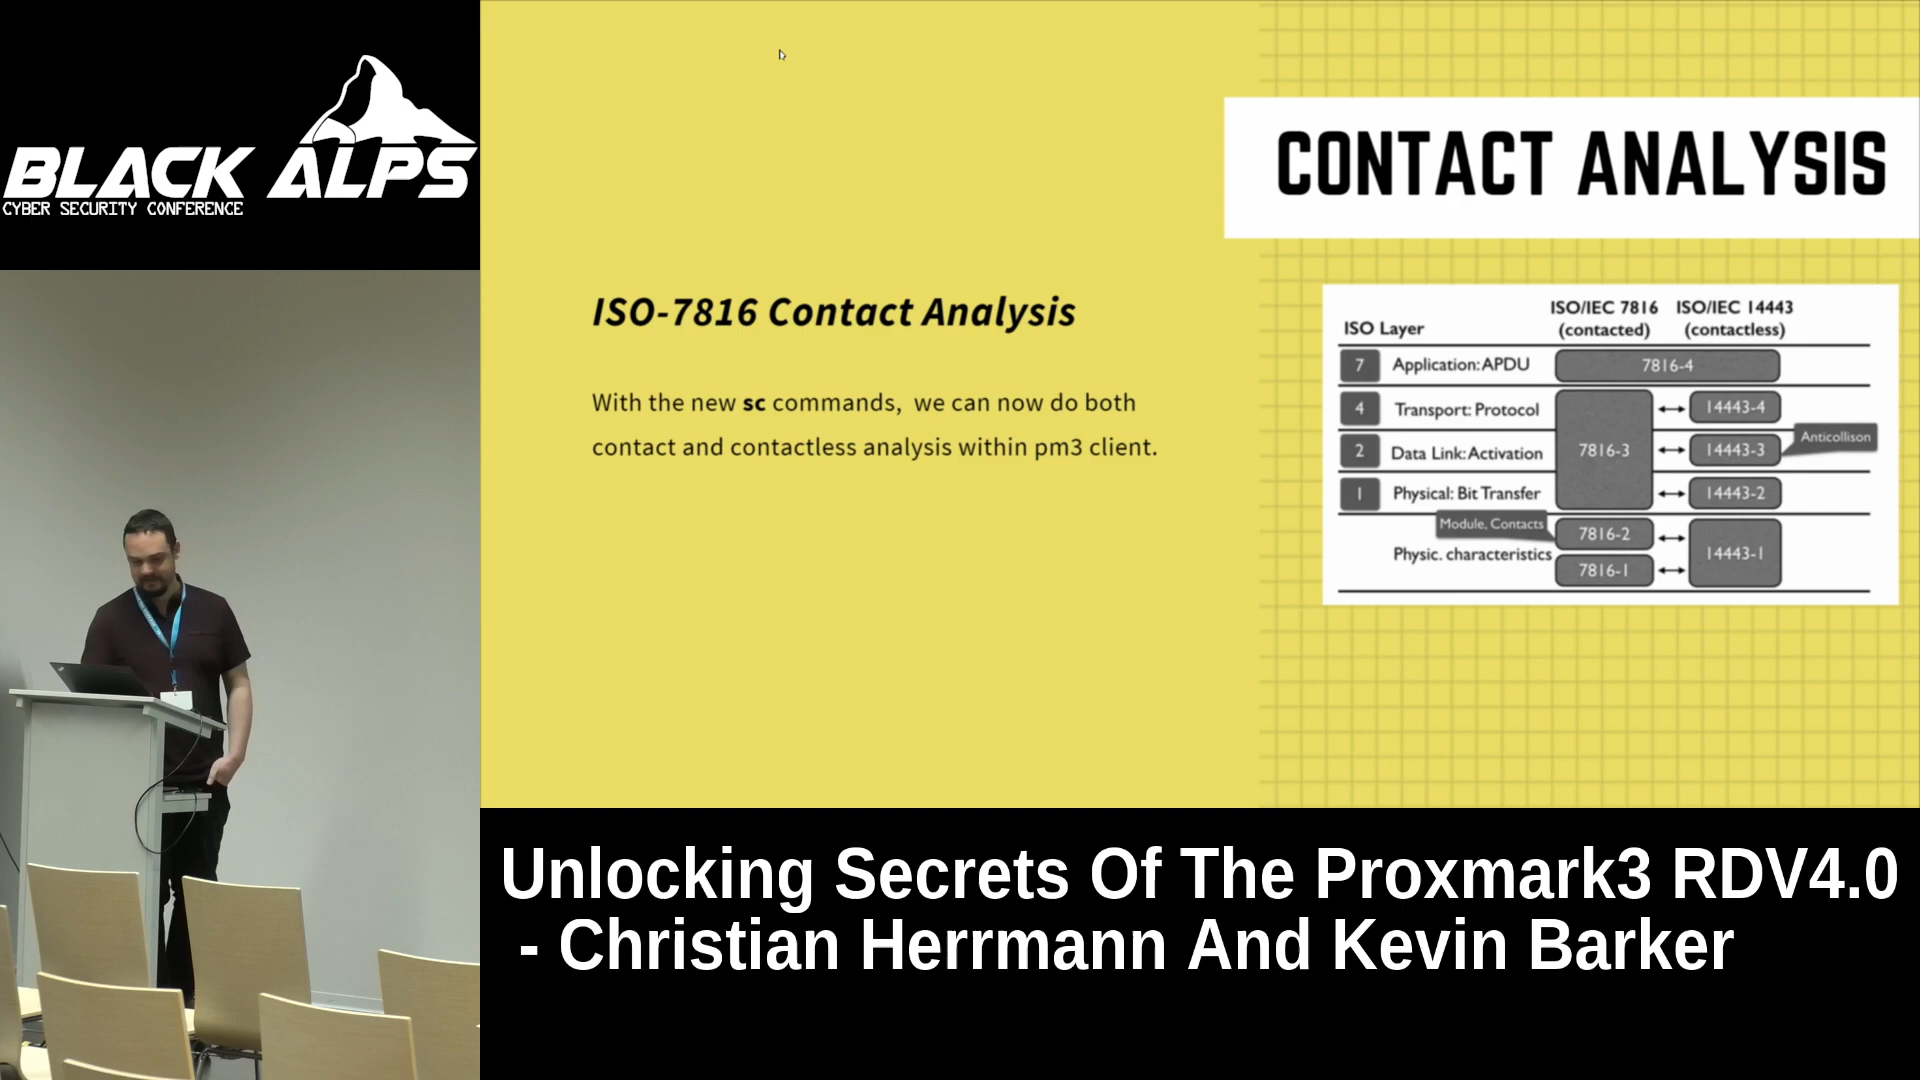 BLACK ALPS
CYBER SECURITY CONFERENCE
CONTACT ANALYSIS
ISO-7816 Contact Analysis
With the new sc commands, we can now do both
contact and contactless analysis within pm3 client.
ISO/IEC 7816 ISO/IEC 14443
ISO Layer (contacted) (contactless)
7 Application: APDU 7816-4
4 Transport: Protocol 14443-4
Anticollison
2 Data Link: Activation 7816-3 14443-3
1 Physical: Bit Transfer 14443-2
Module, Contacts 7816-2
Physic. characteristics 14443-1
7816-1
Unlocking Secrets Of The Proxmark3 RDV4.0
- Christian Herrmann And Kevin Barker